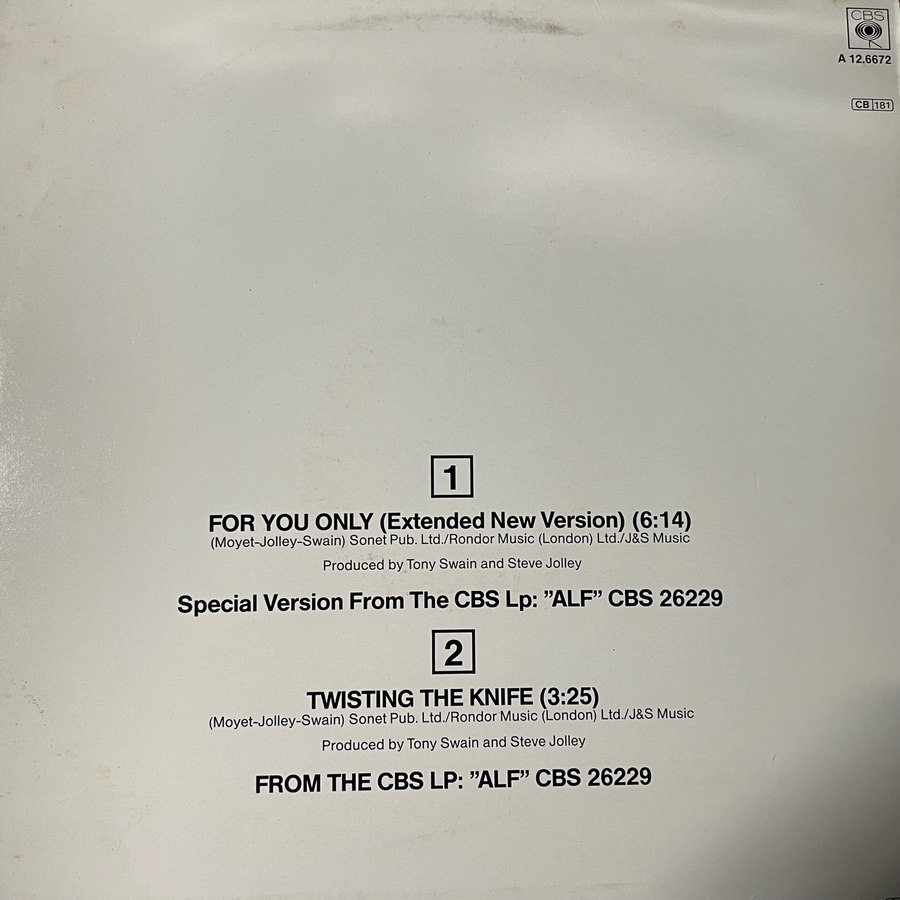 CBS
A 12.6672
CB 181
1
FOR YOU ONLY (Extended New Version) (6:14)
(Moyet-Jolley-Swain) Sonet Pub. Ltd./Rondor Music (London) Ltd./J&S Music
Produced by Tony Swain and Steve Jolley
Special Version From The CBS Lp: ”ALF” CBS 26229
2
TWISTING THE KNIFE (3:25)
(Moyet-Jolley-Swain) Sonet Pub. Ltd./Rondor Music (London) Ltd./J&S Music
Produced by Tony Swain and Steve Jolley
FROM THE CBS LP: ”ALF” CBS 26229